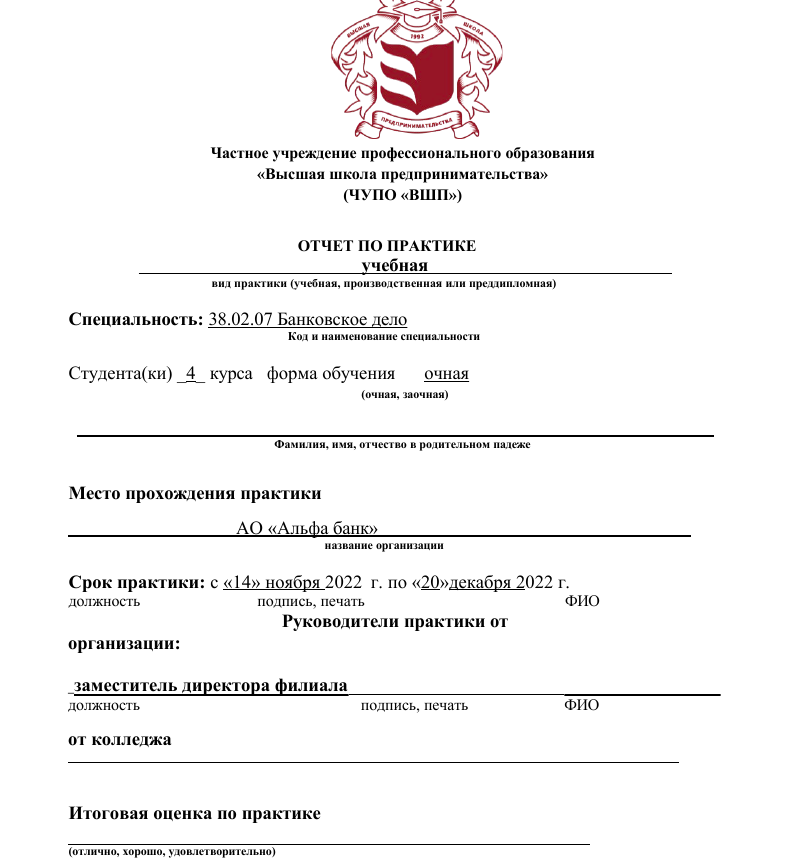 ВЫСШАЯ ШКОЛА
1992
ПРЕДПРИНИМАТЕЛЬСТВА
Частное учреждение профессионального образования
«Высшая школа предпринимательства»
(ЧУПО «ВШП»)
ОТЧЕТ ПО ПРАКТИКЕ
учебная
вид практики (учебная, производственная или преддипломная)
Специальность: 38.02.07 Банковское дело
Код и наименование специальности
Студента(ки) _4_ курса форма обучения очная
(очная, заочная)
Фамилия, имя, отчество в родительном падеже
Место прохождения практики
АО «Альфа банк»
название организации
Срок практики: с «14» ноября 2022 г. по «20»декабря 2022 г.
должность подпись, печать ФИО
Руководители практики от
организации:
_заместитель директора филиала
должность подпись, печать ФИО
от колледжа
Итоговая оценка по практике
(отлично, хорошо, удовлетворительно)